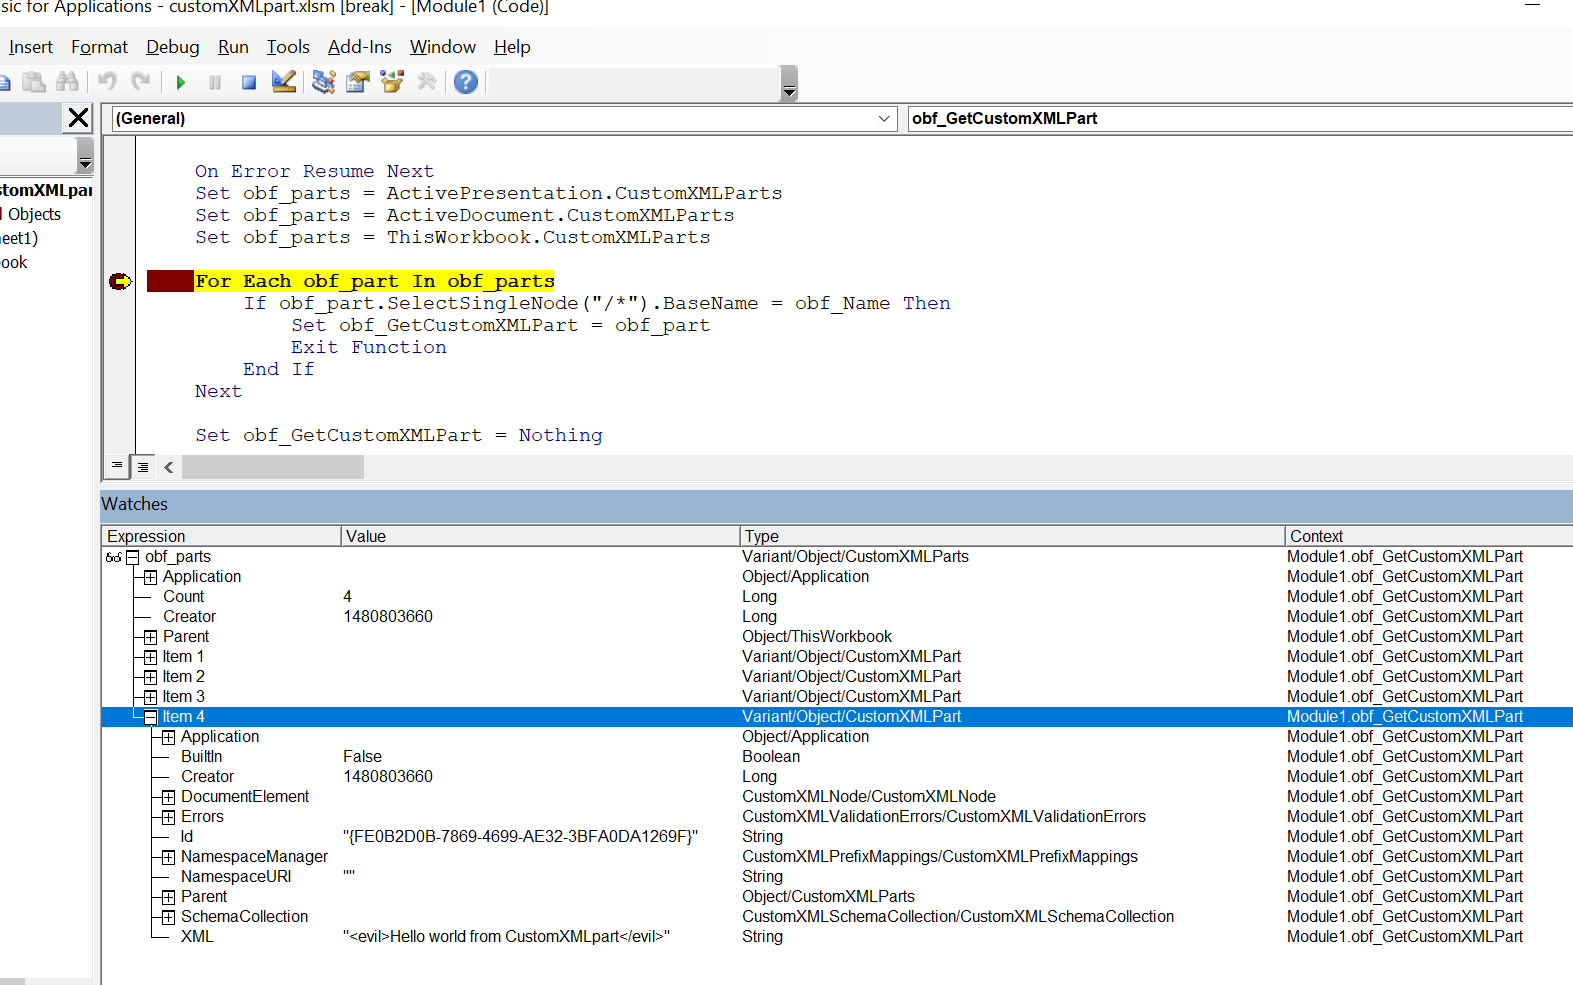 sic for Applications - customXMLpart.xlsm [break] - [Module1 (Code)]
Insert Format Debug Run Tools Add-Ins Window Help
(General) obf_GetCustomXMLPart
On Error Resume Next
Set obf_parts = ActivePresentation.CustomXMLParts
stomXMLpar Set obf_parts = ActiveDocument.CustomXMLParts
l Objects
eet1) Set obf_parts = ThisWorkbook.CustomXMLParts
ook
For Each obf_part In obf_parts
If obf_part.SelectSingleNode("/*").BaseName = obf_Name Then
Set obf_GetCustomXMLPart = obf_part
Exit Function
End If
Next
Set obf_GetCustomXMLPart = Nothing
Watches
Expression Value Type Context
obf_parts Variant/Object/CustomXMLParts Module1.obf_GetCustomXMLPart
Application Object/Application Module1.obf_GetCustomXMLPart
Count 4 Long Module1.obf_GetCustomXMLPart
Creator 1480803660 Long Module1.obf_GetCustomXMLPart
Parent Object/ThisWorkbook Module1.obf_GetCustomXMLPart
Item 1 Variant/Object/CustomXMLPart Module1.obf_GetCustomXMLPart
Item 2 Variant/Object/CustomXMLPart Module1.obf_GetCustomXMLPart
Item 3 Variant/Object/CustomXMLPart Module1.obf_GetCustomXMLPart
Item 4 Variant/Object/CustomXMLPart Module1.obf_GetCustomXMLPart
Application Object/Application Module1.obf_GetCustomXMLPart
BuiltIn False Boolean Module1.obf_GetCustomXMLPart
Creator 1480803660 Long Module1.obf_GetCustomXMLPart
DocumentElement CustomXMLNode/CustomXMLNode Module1.obf_GetCustomXMLPart
Errors CustomXMLValidationErrors/CustomXMLValidationErrors Module1.obf_GetCustomXMLPart
Id "{FE0B2D0B-7869-4699-AE32-3BFA0DA1269F}" String Module1.obf_GetCustomXMLPart
NamespaceManager CustomXMLPrefixMappings/CustomXMLPrefixMappings Module1.obf_GetCustomXMLPart
NamespaceURI "" String Module1.obf_GetCustomXMLPart
Parent Object/CustomXMLParts Module1.obf_GetCustomXMLPart
SchemaCollection CustomXMLSchemaCollection/CustomXMLSchemaCollection Module1.obf_GetCustomXMLPart
XML "<evil>Hello world from CustomXMLpart</evil>" String Module1.obf_GetCustomXMLPart